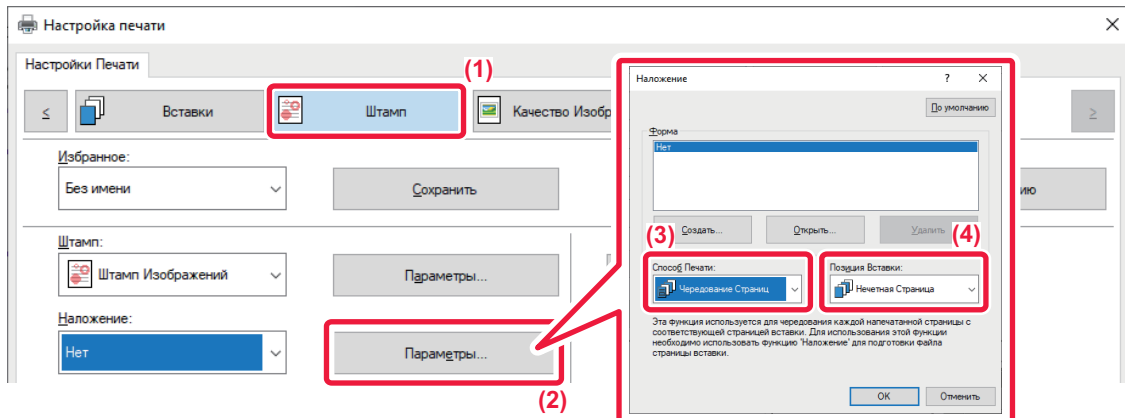 Настройка печати
Настройки Печати
(1)
≤
Вставки
Штамп
Качество Изобр
≥
Избранное:
Без имени
Сохранить
Штамп:
Штамп Изображений
Параметры...
Наложение:
Нет
Параметры...
(2)
Наложение
?
По умолчанию
Форма
Нет
Создать...
Открыть...
Удалить
(3)
(4)
Способ Печати:
Позиция Вставки:
Чередование Страниц
Нечетная Страница
Эта функция используется для чередования каждой напечатанной страницы с
соответствующей страницей вставки. Для использования этой функции
необходимо использовать функцию 'Наложение' для подготовки файла
страницы вставки.
OK
Отменить
ию